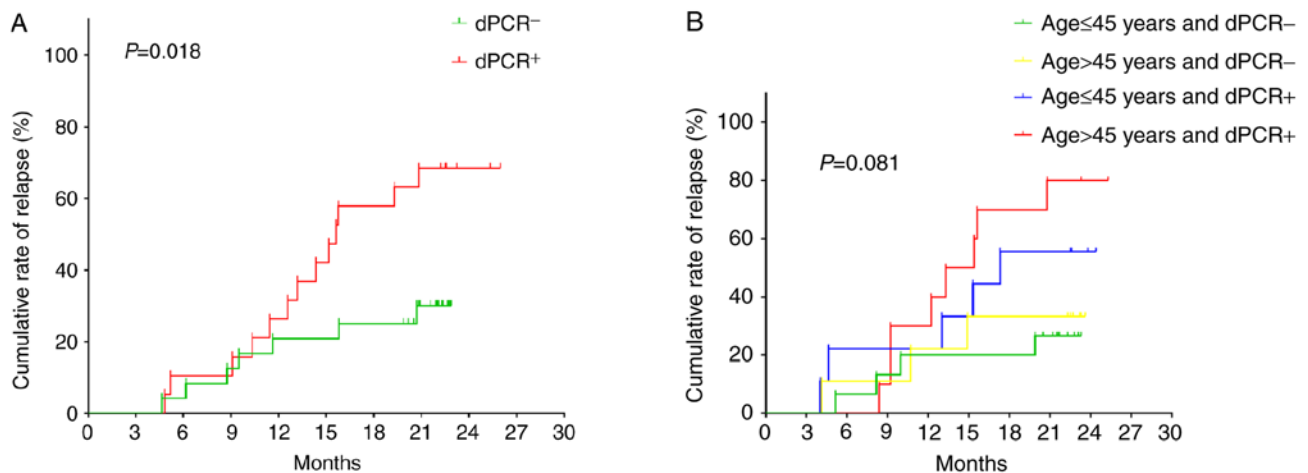 A
dPCR–
dPCR+
P=0.018
Cumulative rate of relapse (%)
100
80
60
40
20
0
0 3 6 9 12 15 18 21 24 27 30
Months
B
Age≤45 years and dPCR–
Age>45 years and dPCR–
Age≤45 years and dPCR+
Age>45 years and dPCR+
P=0.081
Cumulative rate of relapse (%)
100
80
60
40
20
0
0 3 6 9 12 15 18 21 24 27 30
Months